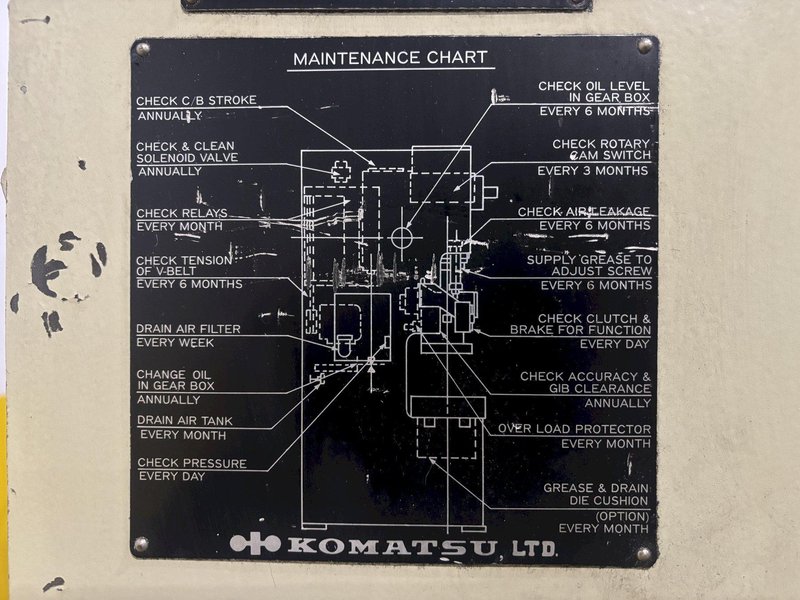 MAINTENANCE CHART
CHECK C/B STROKE
ANNUALLY
CHECK & CLEAN
SOLENOID VALVE
ANNUALLY
CHECK RELAYS
EVERY MONTH
CHECK TENSION
OF V-BELT
EVERY 6 MONTHS
DRAIN AIR FILTER
EVERY WEEK
CHANGE OIL
IN GEAR BOX
ANNUALLY
DRAIN AIR TANK
EVERY MONTH
CHECK PRESSURE
EVERY DAY
CHECK OIL LEVEL
IN GEAR BOX
EVERY 6 MONTHS
CHECK ROTARY
CAM SWITCH
EVERY 3 MONTHS
CHECK AIR LEAKAGE
EVERY 6 MONTHS
SUPPLY GREASE TO
ADJUST SCREW
EVERY 6 MONTHS
CHECK CLUTCH &
BRAKE FOR FUNCTION
EVERY DAY
CHECK ACCURACY &
GIB CLEARANCE
ANNUALLY
OVER LOAD PROTECTOR
EVERY MONTH
GREASE & DRAIN
DIE CUSHION
(OPTION)
EVERY MONTH
KOMATSU, LTD.